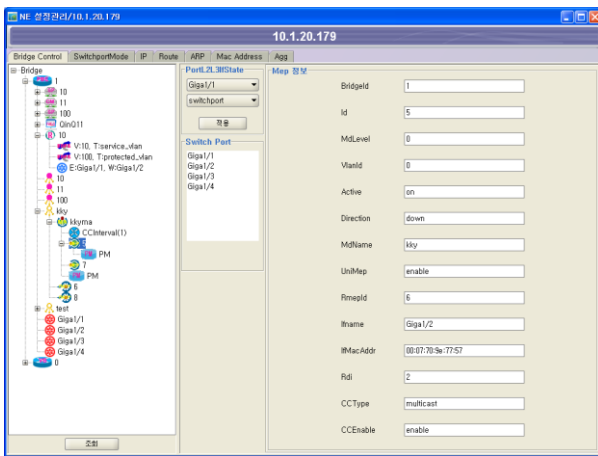 NE 설정관리/10.1.20.179
10.1.20.179
Bridge Control SwitchportMode IP Route ARP Mac Address Agg
Bridge
1
10
11
100
QinQ11
10
V:10, T:service_vlan
V:100, T:protected_vlan
E:Giga1/1, W:Giga1/2
10
11
100
kky
kkyma
CCInterval(1)
5
PM
7
PM
6
8
test
Giga1/1
Giga1/2
Giga1/3
Giga1/4
0
조회
PortL2L3IfState
Giga1/1
switchport
적용
Switch Port
Giga1/1
Giga1/2
Giga1/3
Giga1/4
Mep 정보
BridgeId 1
Id 5
MdLevel 0
VlanId 0
Active on
Direction down
MdName kky
UniMep enable
RmepId 6
Ifname Giga1/2
IfMacAddr 00:07:70:9e:77:57
Rdi 2
CCType multicast
CCEnable enable